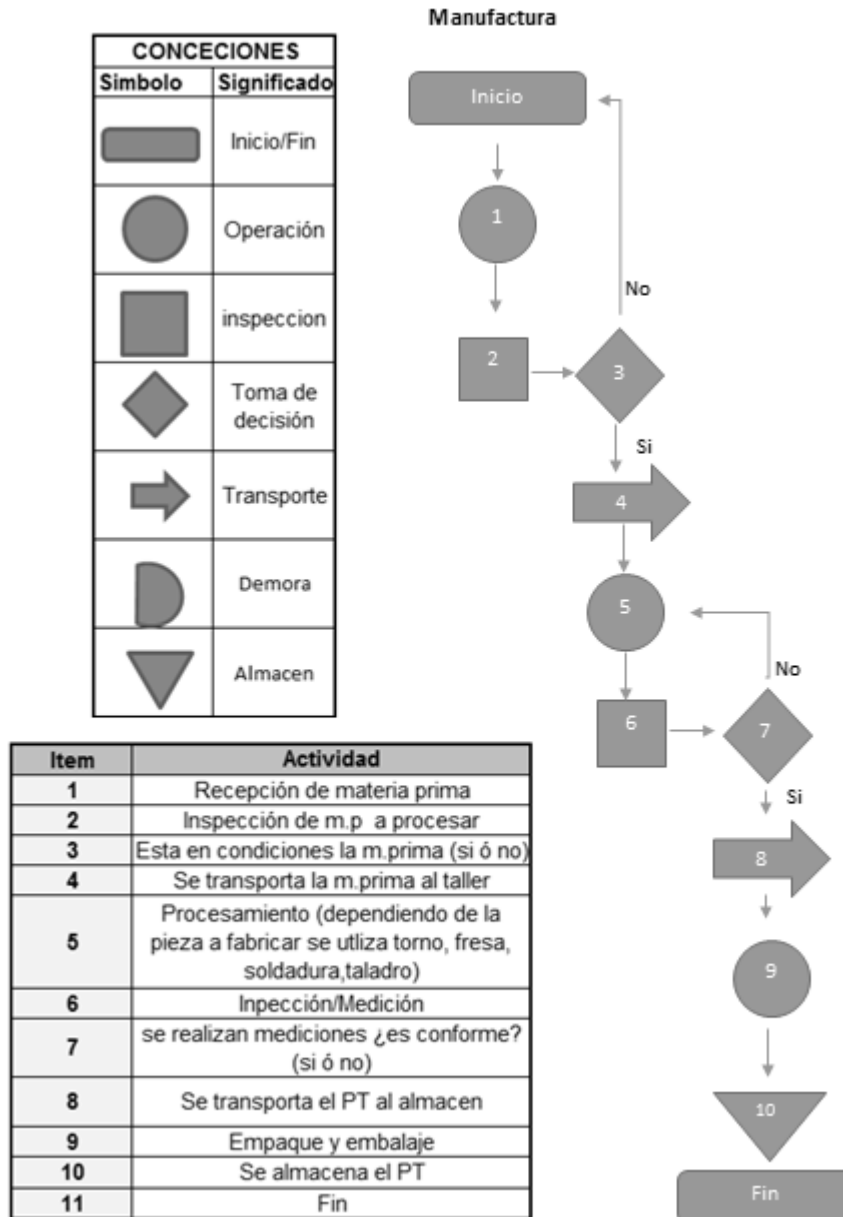 Manufactura
CONCECIONES
Simbolo Significado
Inicio/Fin
Operación
inspeccion
Toma de
decisión
Transporte
Demora
Almacen
Inicio
1
2
3
No
Si
4
5
6
7
No
Si
8
9
10
Fin
Item Actividad
1 Recepción de materia prima
2 Inspección de m.p a procesar
3 Esta en condiciones la m.prima (si ó no)
4 Se transporta la m.prima al taller
5 Procesamiento (dependiendo de la
pieza a fabricar se utliza torno, fresa,
soldadura,taladro)
6 Inpección/Medición
7 se realizan mediciones ¿es conforme?
(si ó no)
8 Se transporta el PT al almacen
9 Empaque y embalaje
10 Se almacena el PT
11 Fin